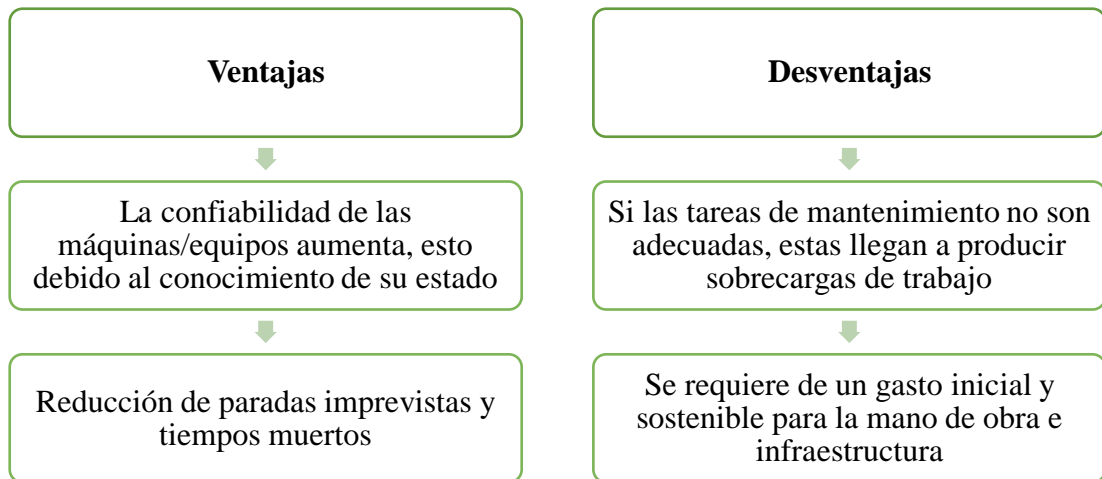 Ventajas
La confiabilidad de las
máquinas/equipos aumenta, esto
debido al conocimiento de su estado
Reducción de paradas imprevistas y
tiempos muertos
Desventajas
Si las tareas de mantenimiento no son
adecuadas, estas llegan a producir
sobrecargas de trabajo
Se requiere de un gasto inicial y
sostenible para la mano de obra e
infraestructura